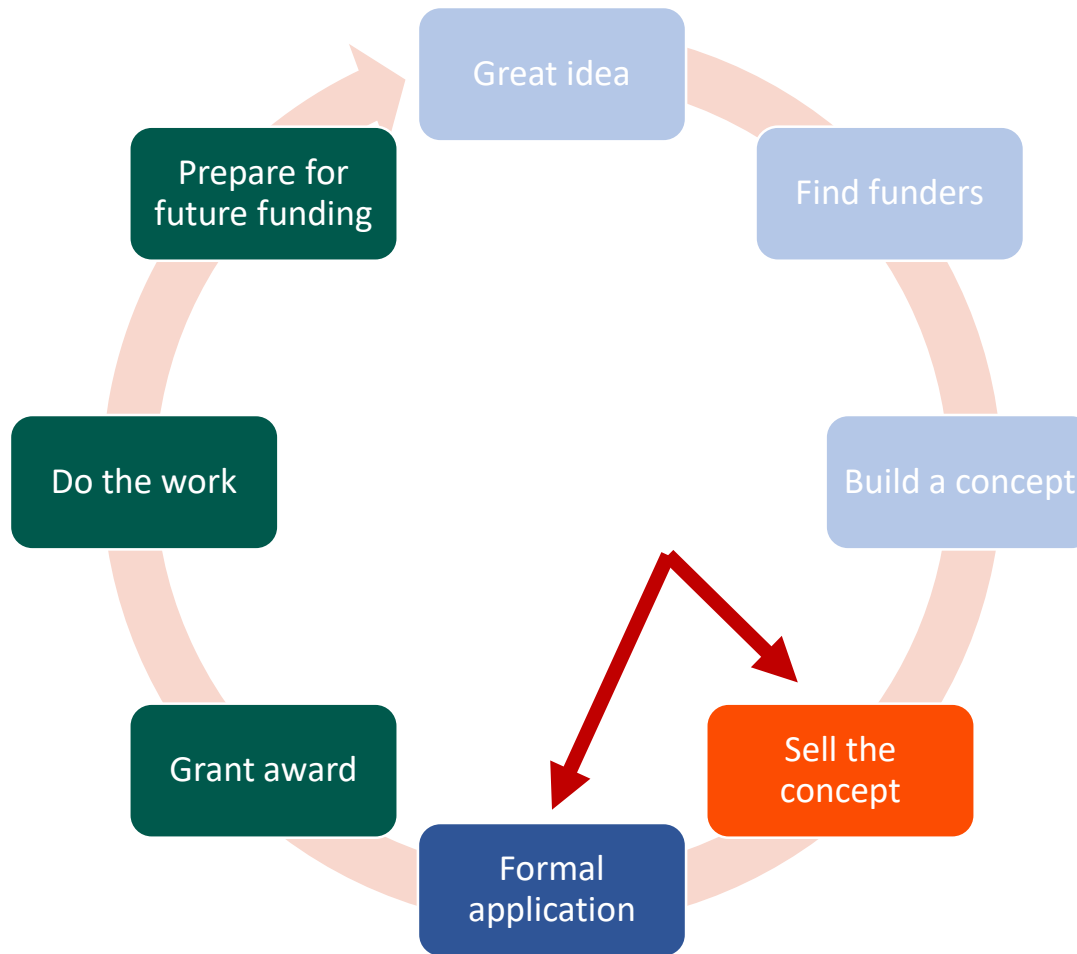 Great idea
Find funders
Build a concept
Sell the
concept
Formal
application
Grant award
Do the work
Prepare for
future funding